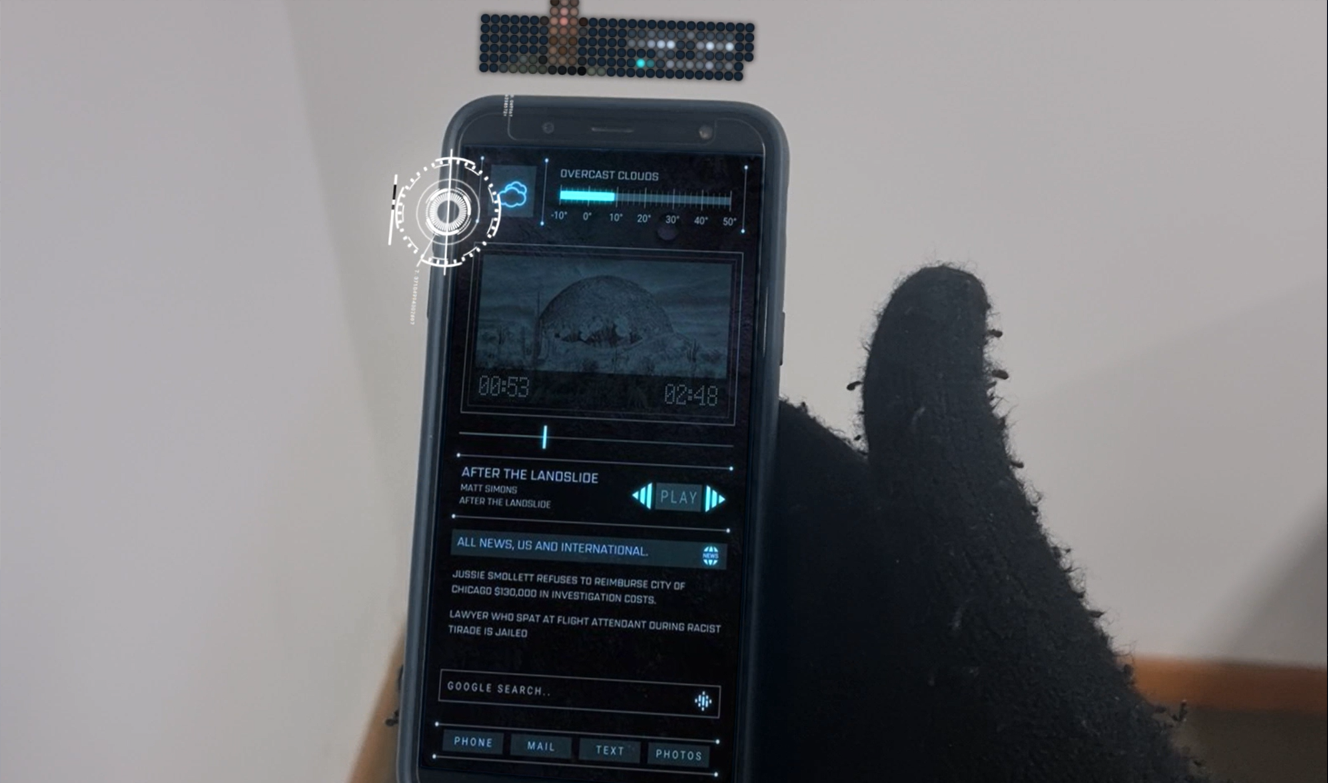 OVERCAST CLOUDS
-10° 0° 10° 20° 30° 40° 50°
00:53 02:48
AFTER THE LANDSLIDE
MATT SIMONS
AFTER THE LANDSLIDE
PLAY
ALL NEWS, US AND INTERNATIONAL.
NEWS
JUSSIE SMOLLETT REFUSES TO REIMBURSE CITY OF
CHICAGO $130,000 IN INVESTIGATION COSTS.
LAWYER WHO SPAT AT FLIGHT ATTENDANT DURING RACIST
TIRADE IS JAILED
GOOGLE SEARCH..
PHONE MAIL TEXT PHOTOS